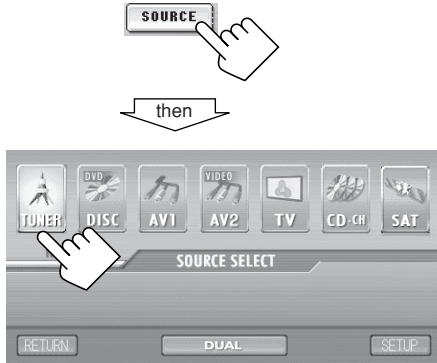 SOURCE
then
DVD VIDEO
TUNER DISC AV1 AV2 TV CD-CH SAT
SOURCE SELECT
RETURN DUAL SETUP